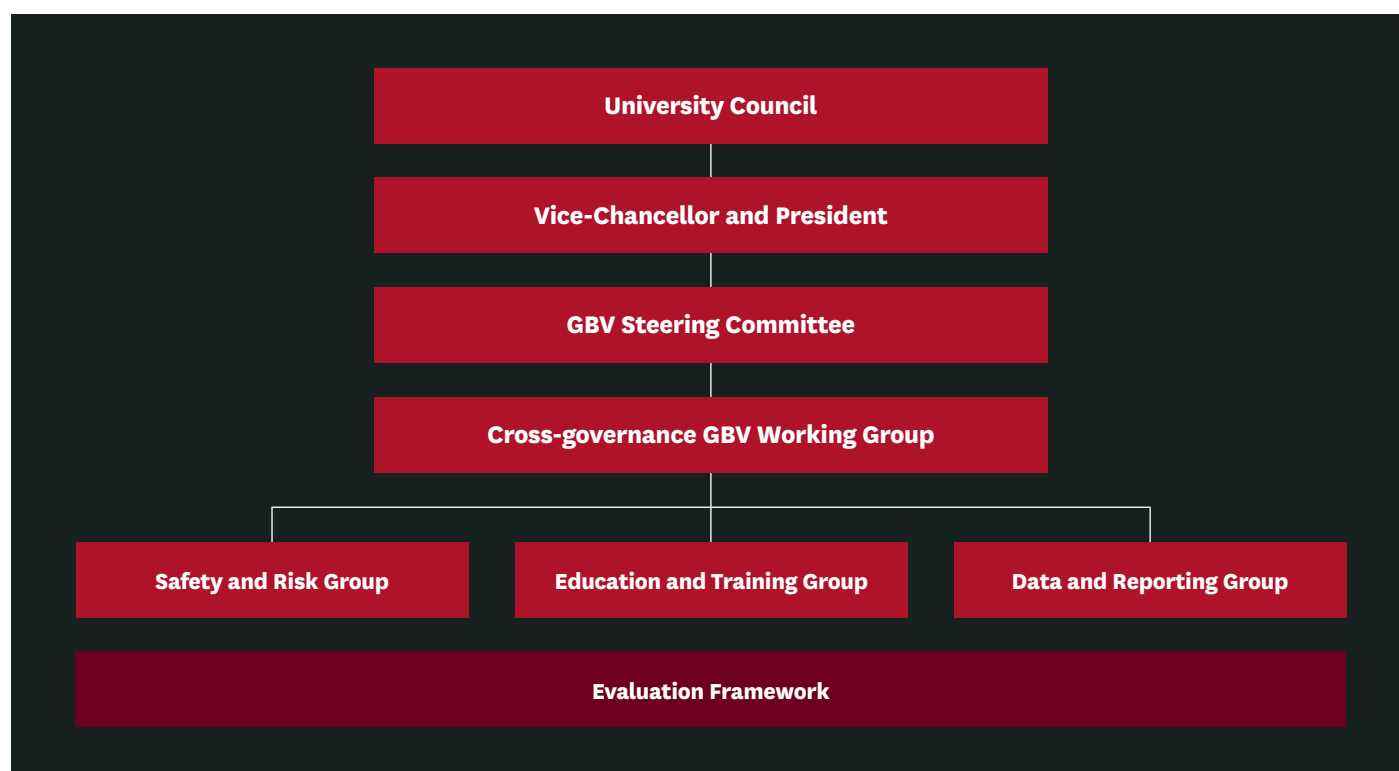 University Council
Vice-Chancellor and President
GBV Steering Committee
Cross-governance GBV Working Group
Safety and Risk Group
Education and Training Group
Data and Reporting Group
Evaluation Framework